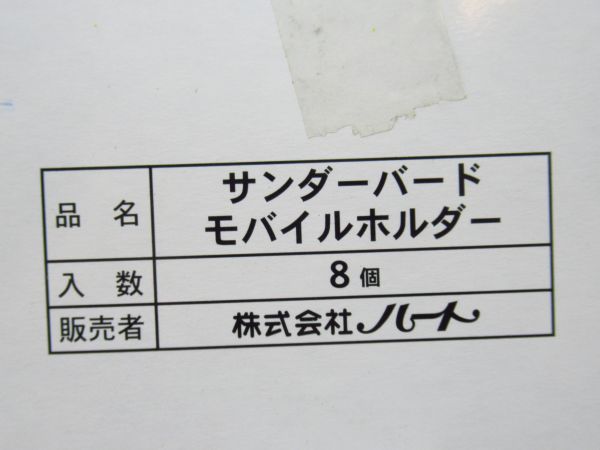 品名 サンダーバード
モバイルホルダー
入数 8個
販売者 株式会社ハート